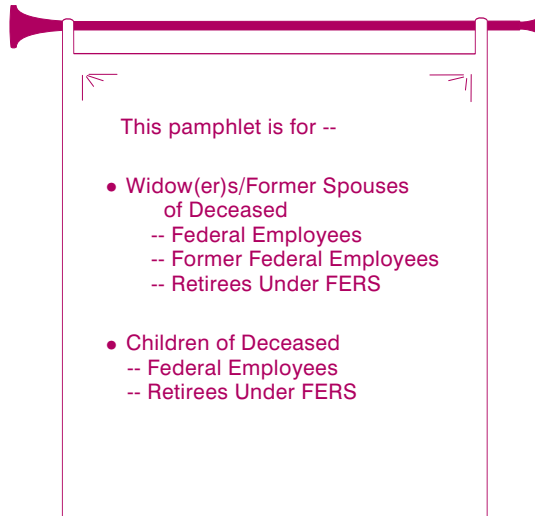 This pamphlet is for --
● Widow(er)s/Former Spouses
of Deceased
-- Federal Employees
-- Former Federal Employees
-- Retirees Under FERS
● Children of Deceased
-- Federal Employees
-- Retirees Under FERS